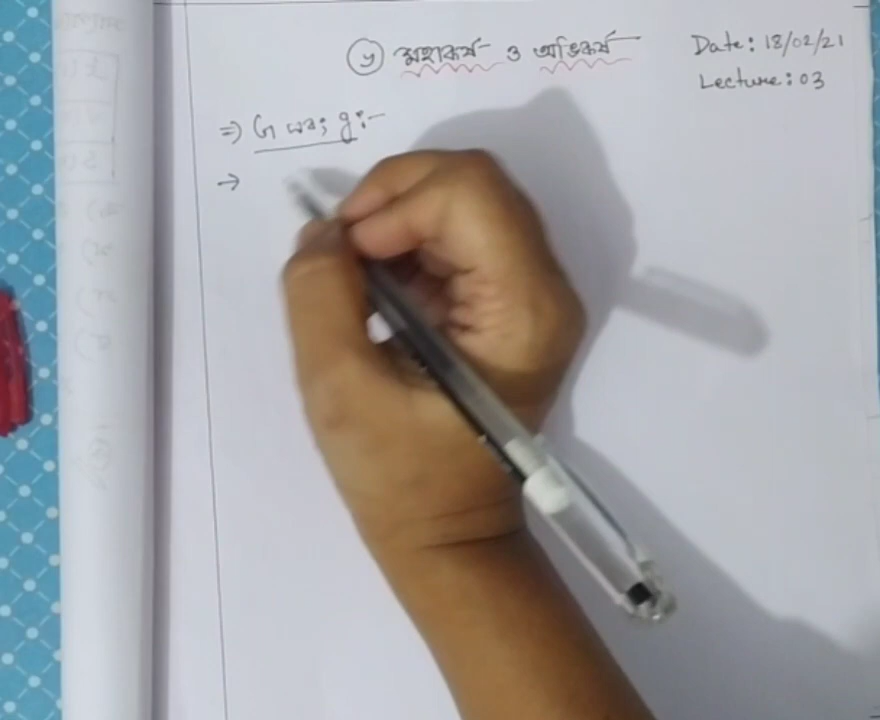 ৬ মহাকর্ষ ও অভিকর্ষ
Date: 18/02/21
Lecture: 03
⇒ G এবং g:-
→